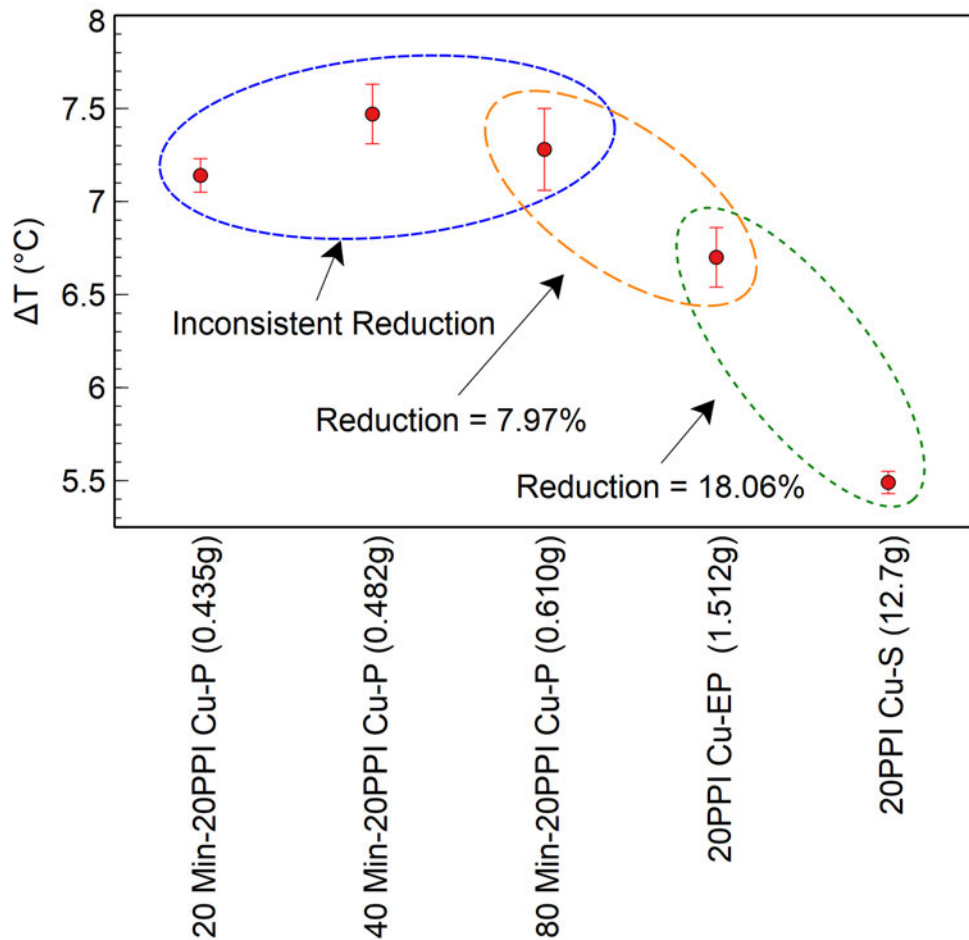 8
7.5
7
6.5
6
5.5
ΔT (°C)
Inconsistent Reduction
Reduction = 7.97%
Reduction = 18.06%
20 Min-20PPI Cu-P (0.435g)
40 Min-20PPI Cu-P (0.482g)
80 Min-20PPI Cu-P (0.610g)
20PPI Cu-EP (1.512g)
20PPI Cu-S (12.7g)